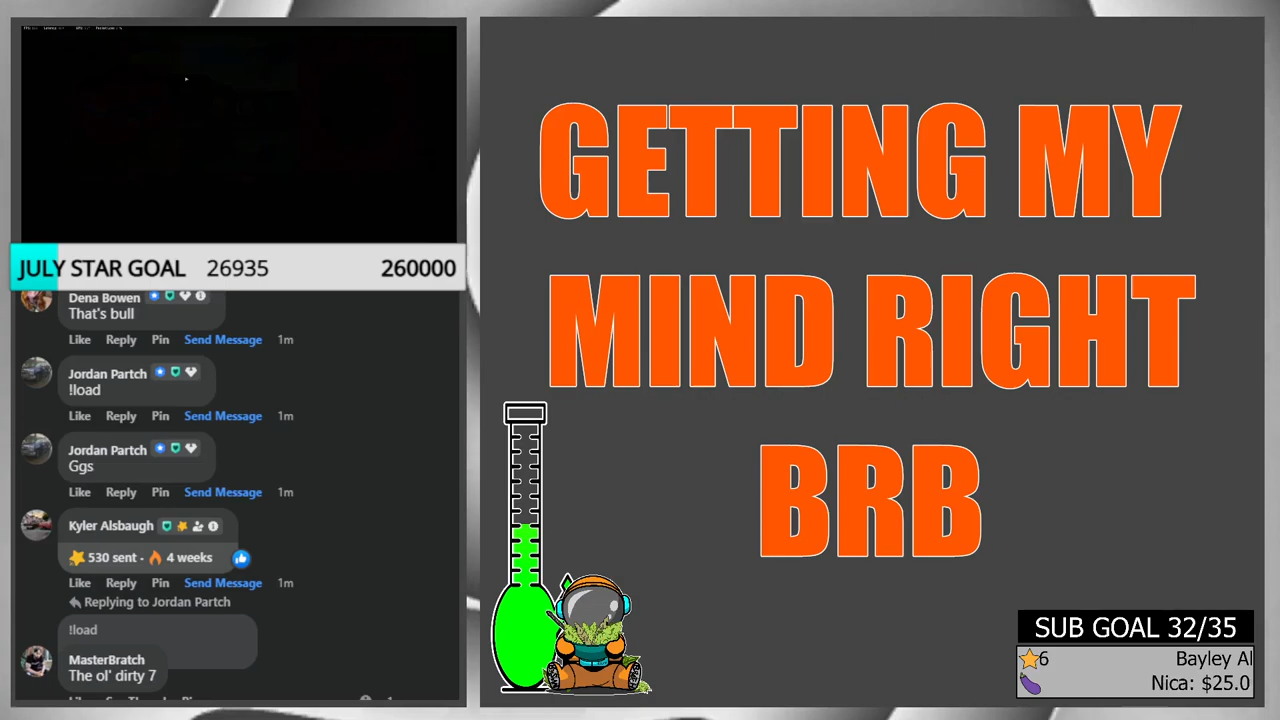 JULY STAR GOAL 26935 260000
Dena Bowen
That's bull
Like Reply Pin Send Message 1m
Jordan Partch
!load
Like Reply Pin Send Message 1m
Jordan Partch
Ggs
Like Reply Pin Send Message 1m
Kyler Alsbaugh
530 sent - 4 weeks
Like Reply Pin Send Message 1m
Replying to Jordan Partch
!load
MasterBratch
The ol' dirty 7
GETTING MY
MIND RIGHT
BRB
SUB GOAL 32/35
6 Bayley Al
Nica: $25.0